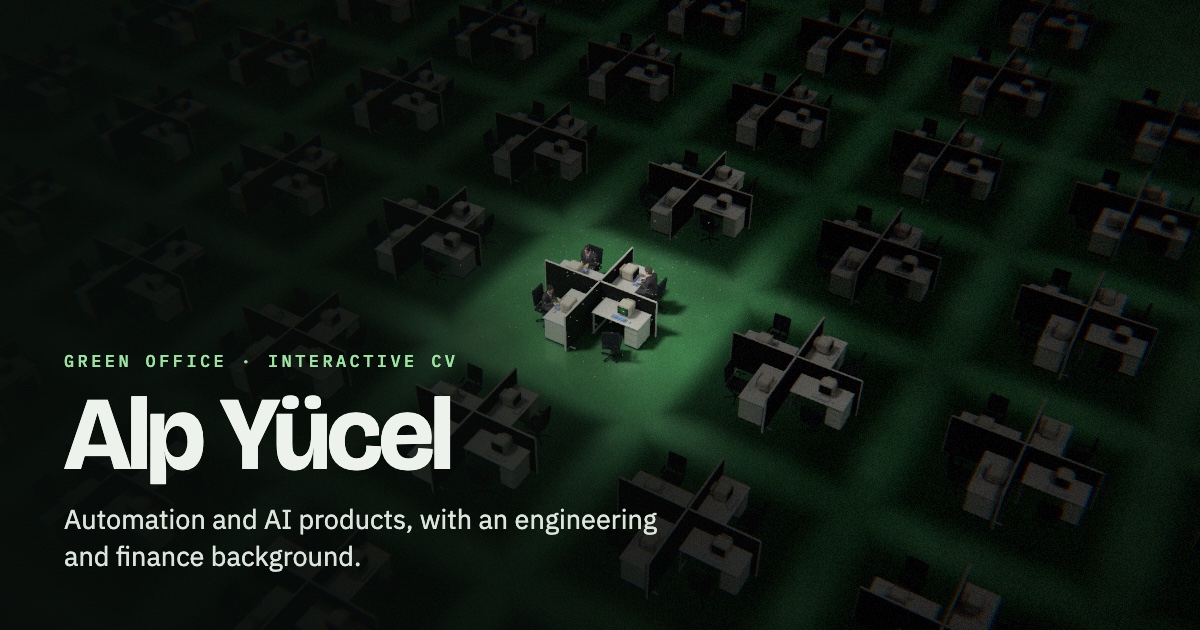 GREEN OFFICE · INTERACTIVE CV
Alp Yücel
Automation and AI products, with an engineering
and finance background.